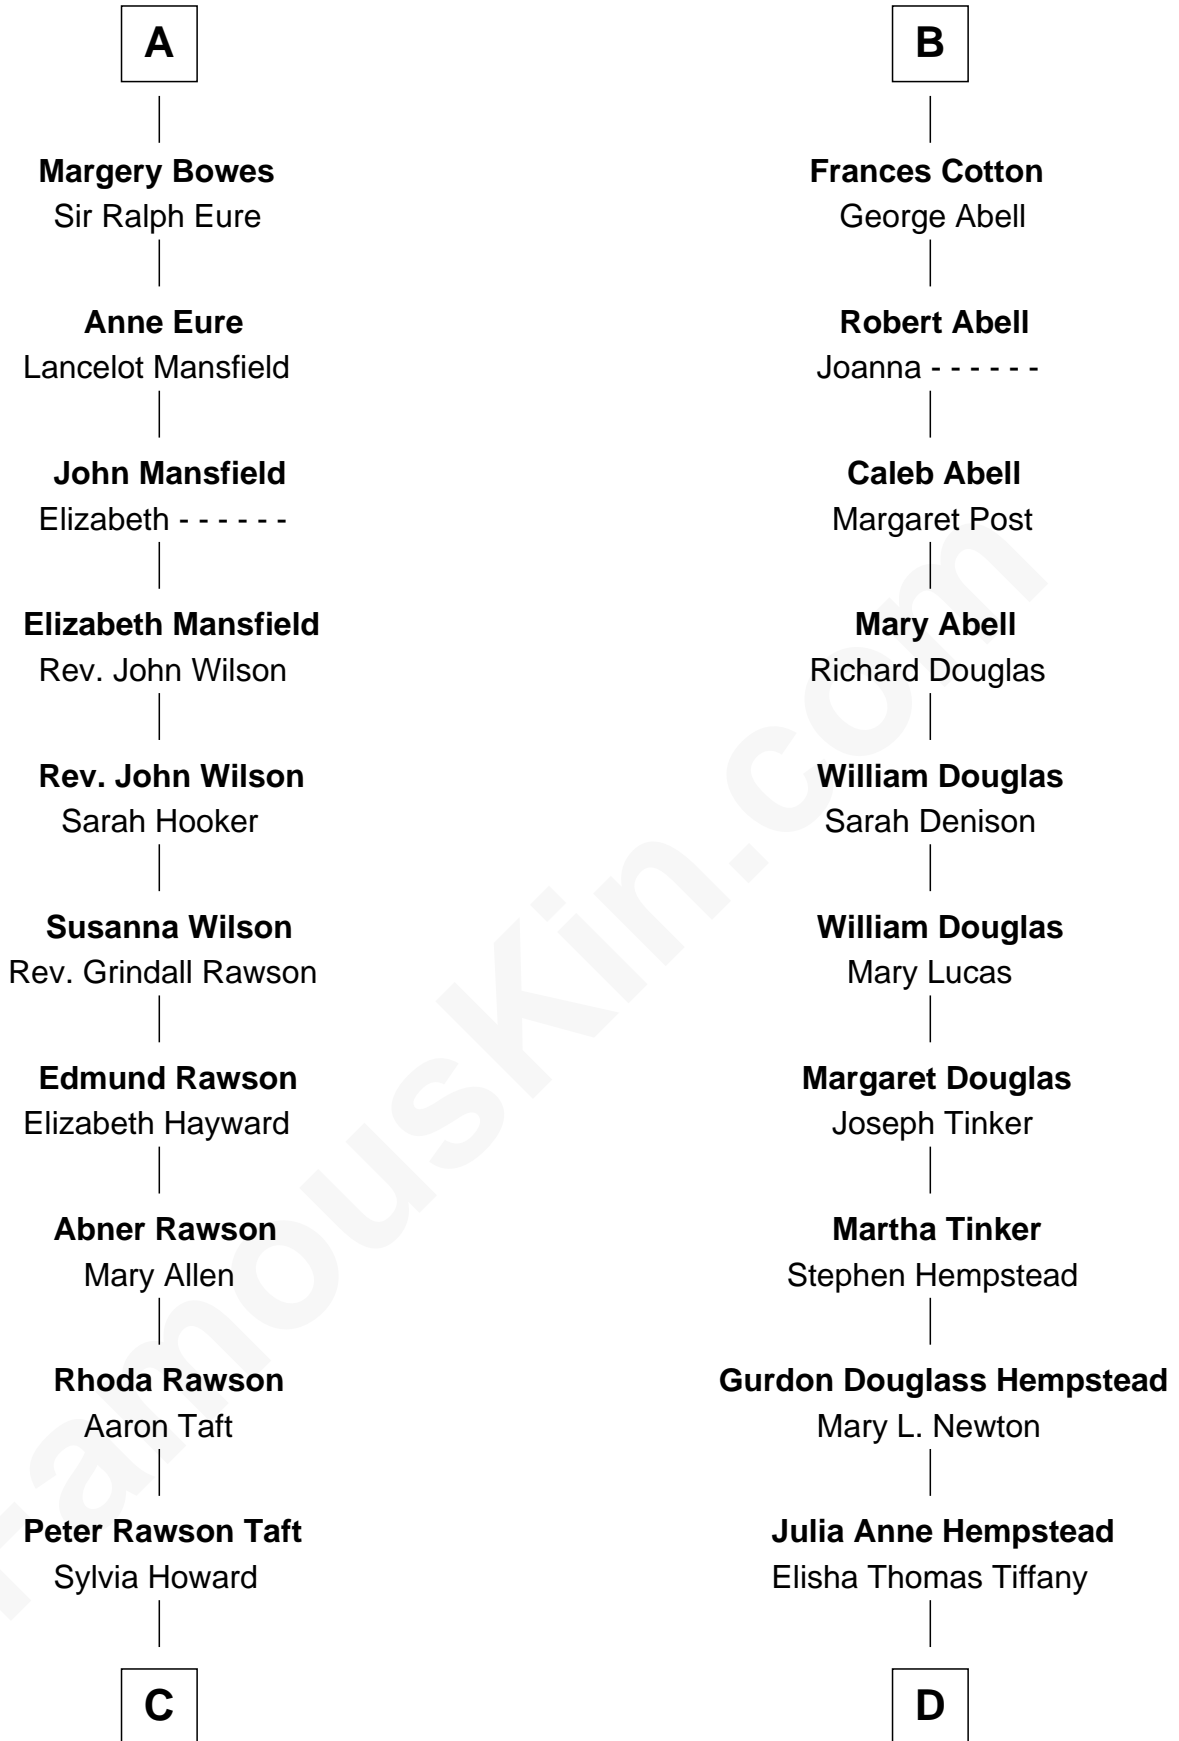 A
Margery Bowes
Sir Ralph Eure
Anne Eure
Lancelot Mansfield
John Mansfield
Elizabeth - - - - - -
Elizabeth Mansfield
Rev. John Wilson
Rev. John Wilson
Sarah Hooker
Susanna Wilson
Rev. Grindall Rawson
Edmund Rawson
Elizabeth Hayward
Abner Rawson
Mary Allen
Rhoda Rawson
Aaron Taft
Peter Rawson Taft
Sylvia Howard
C
B
Frances Cotton
George Abell
Robert Abell
Joanna - - - - - -
Caleb Abell
Margaret Post
Mary Abell
Richard Douglas
William Douglas
Sarah Denison
William Douglas
Mary Lucas
Margaret Douglas
Joseph Tinker
Martha Tinker
Stephen Hempstead
Gurdon Douglass Hempstead
Mary L. Newton
Julia Anne Hempstead
Elisha Thomas Tiffany
D
FamousKin.com